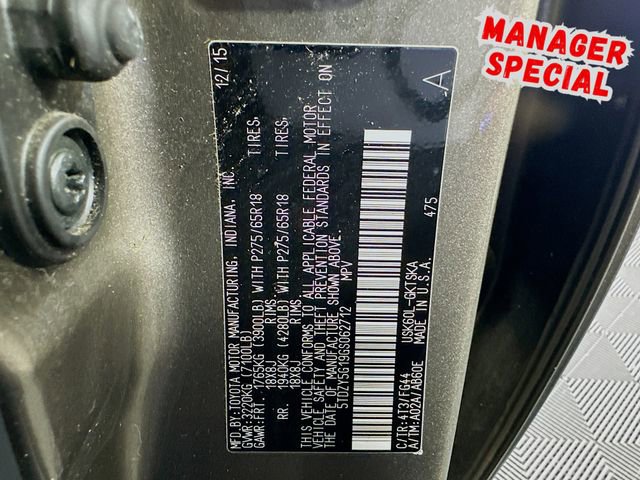 MANAGER
SPECIAL
12/15
MFD.BY:TOYOTA MOTOR MANUFACTURING, INDIANA, INC.
GVWR:3220KG(7100LB)
GAWR:FRT. 1765KG(3900LB) WITH P275/65R18 TIRES,
18X8J RIMS,
RR. 1940KG(4280LB) WITH P275/65R18 TIRES,
18X8J RIMS,
THIS VEHICLE CONFORMS TO ALL APPLICABLE FEDERAL MOTOR
VEHICLE SAFETY AND THEFT PREVENTION STANDARDS IN EFFECT ON
THE DATE OF MANUFACTURE SHOWN ABOVE.
5TDZY5G19GS062712 MPV
A
C/TR:4T3/FG44 USK60L-GKTSKA 475
A/TM:A02A/AB60E MADE IN U.S.A.